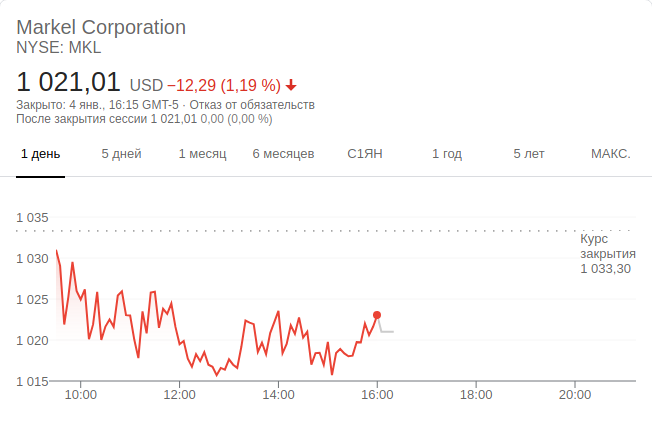 Markel Corporation
NYSE: MKL
1 021,01 USD −12,29 (1,19 %)
Закрыто: 4 янв., 16:15 GMT-5 · Отказ от обязательств
После закрытия сессии 1 021,01 0,00 (0,00 %)
1 день 5 дней 1 месяц 6 месяцев С1ЯН 1 год 5 лет МАКС.
1 035
Курс
закрытия
1 033,30
1 030
1 025
1 020
1 015
10:00 12:00 14:00 16:00 18:00 20:00